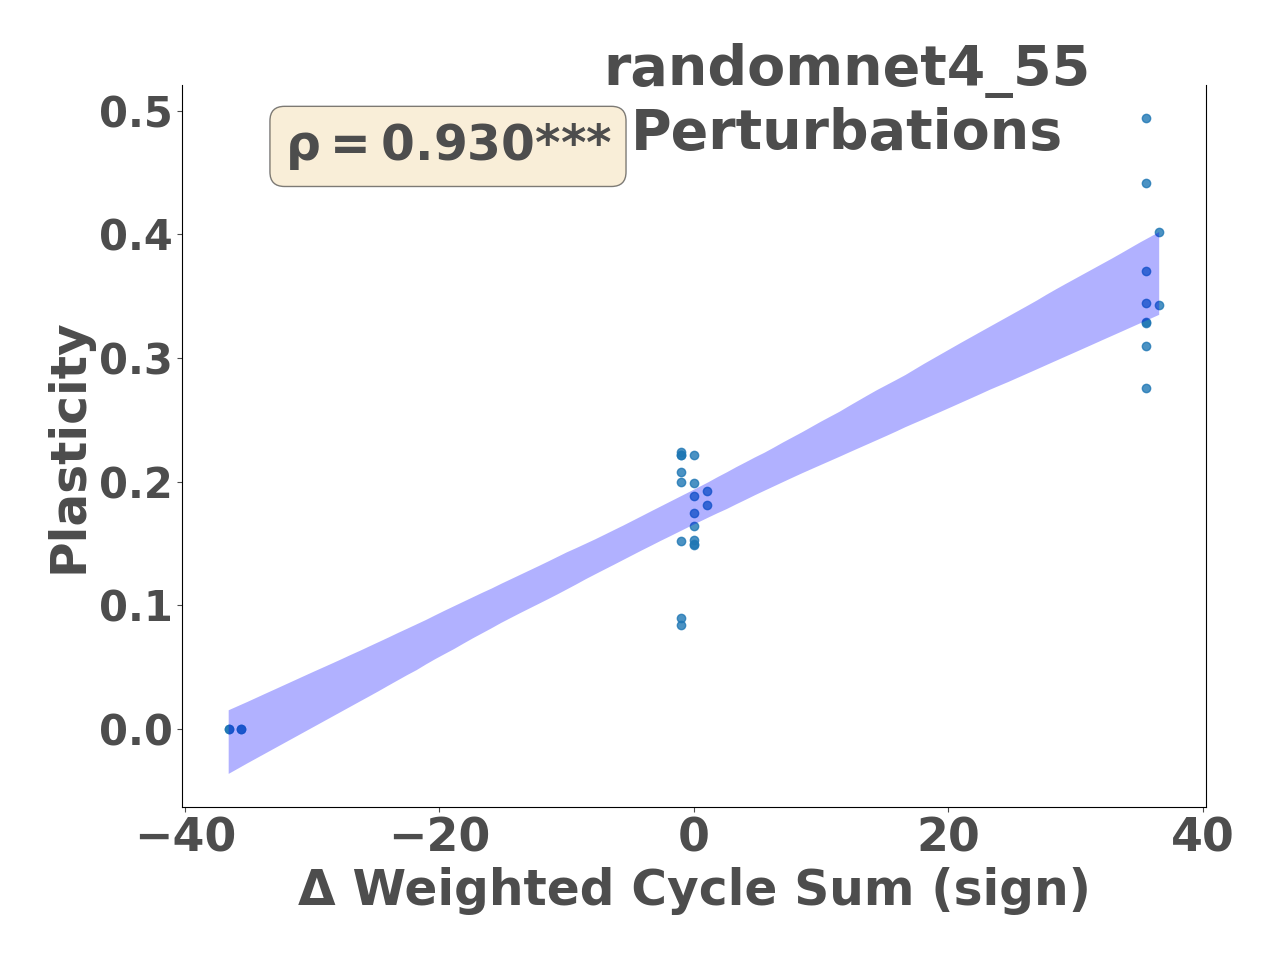 randomnet4_55
Perturbations
ρ = 0.930***
0.5
0.4
0.3
0.2
0.1
0.0
Plasticity
−40
−20
0
20
40
Δ Weighted Cycle Sum (sign)